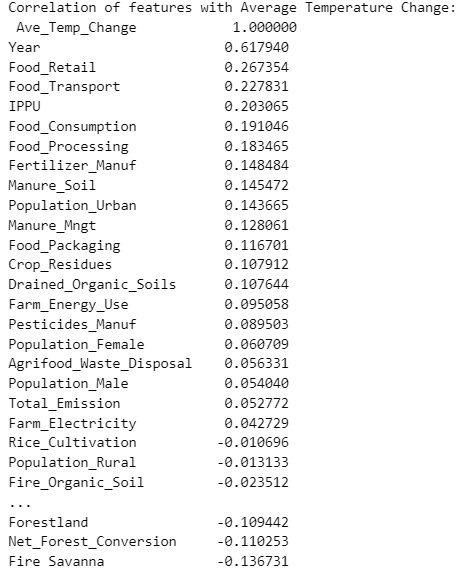 Correlation of features with Average Temperature Change:
Ave_Temp_Change 1.000000
Year 0.617940
Food_Retail 0.267354
Food_Transport 0.227831
IPPU 0.203065
Food_Consumption 0.191046
Food_Processing 0.183465
Fertilizer_Manuf 0.148484
Manure_Soil 0.145472
Population_Urban 0.143665
Manure_Mngt 0.128061
Food_Packaging 0.116701
Crop_Residues 0.107912
Drained_Organic_Soils 0.107644
Farm_Energy_Use 0.095058
Pesticides_Manuf 0.089503
Population_Female 0.060709
Agrifood_Waste_Disposal 0.056331
Population_Male 0.054040
Total_Emission 0.052772
Farm_Electricity 0.042729
Rice_Cultivation -0.010696
Population_Rural -0.013133
Fire_Organic_Soil -0.023512
...
Forestland -0.109442
Net_Forest_Conversion -0.110253
Fire Savanna -0.136731